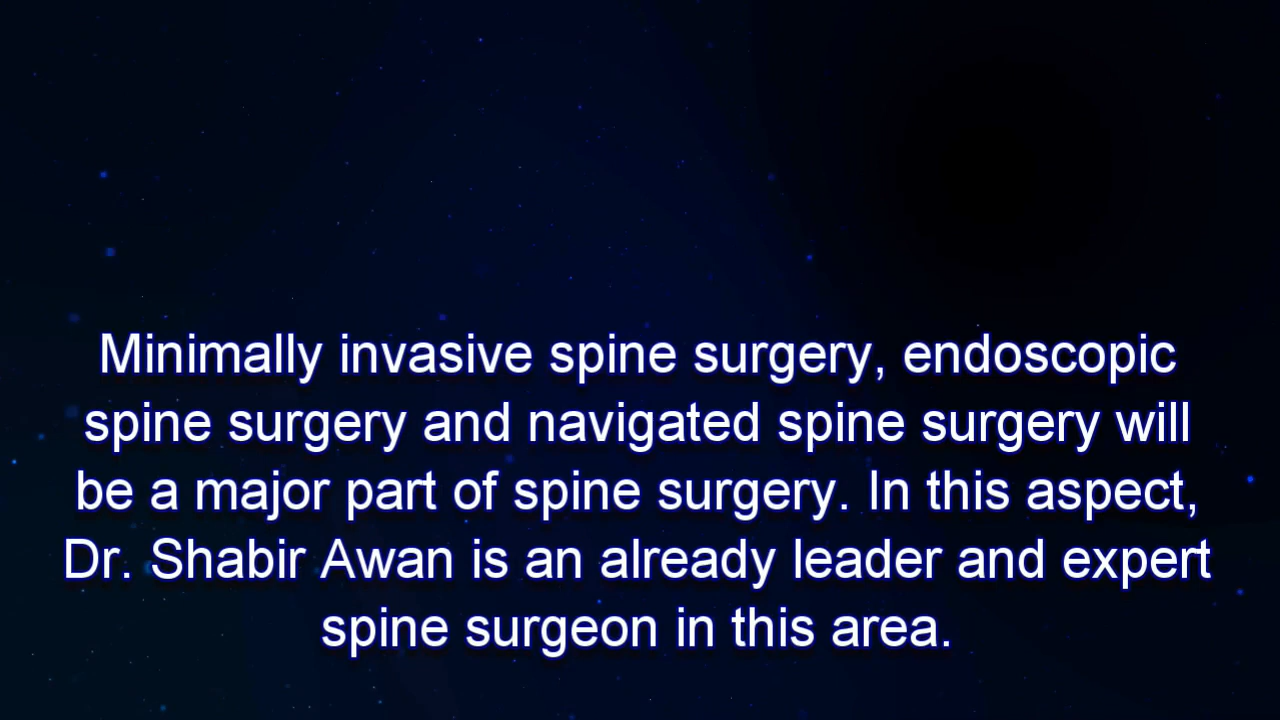 Minimally invasive spine surgery, endoscopic
spine surgery and navigated spine surgery will
be a major part of spine surgery. In this aspect,
Dr. Shabir Awan is an already leader and expert
spine surgeon in this area.